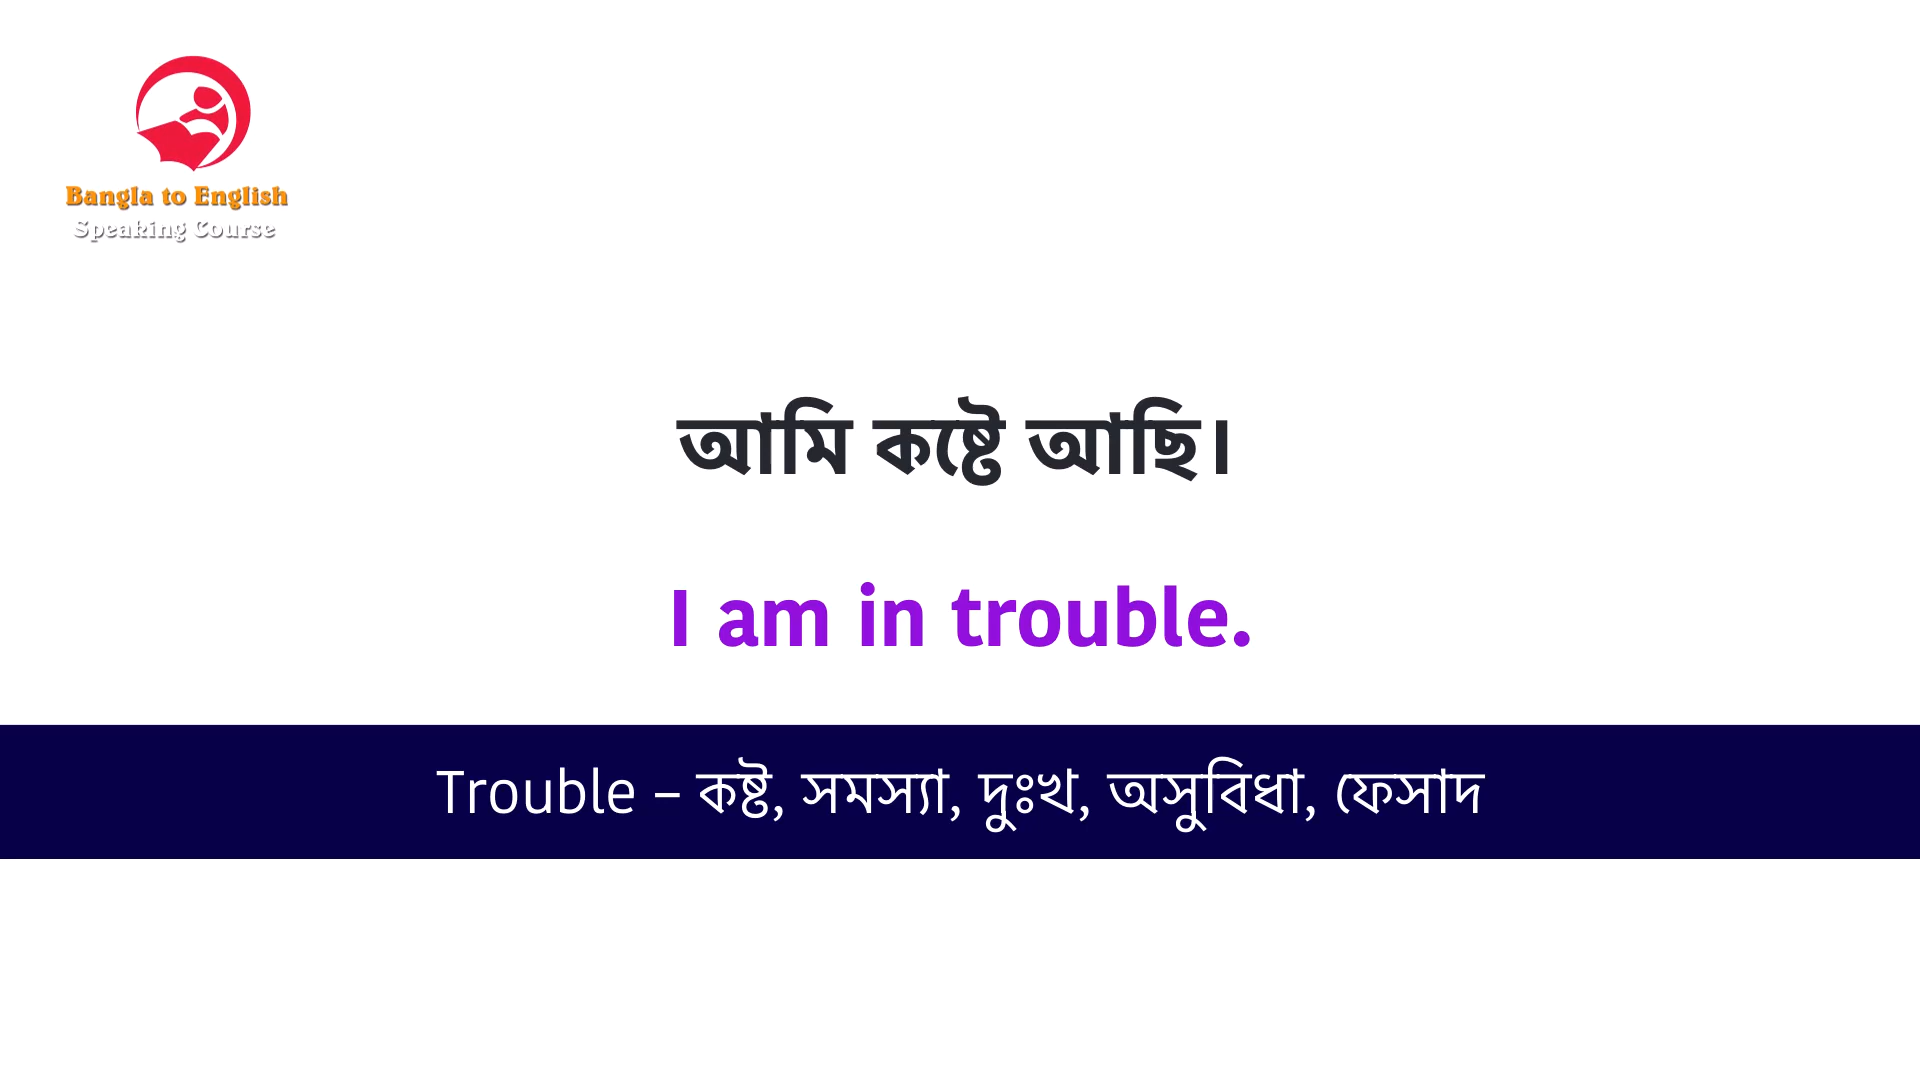 Bangla to English
Speaking Course
আমি কষ্টে আছি।
I am in trouble.
Trouble – কষ্ট, সমস্যা, দুঃখ, অসুবিধা, ফেসাদ